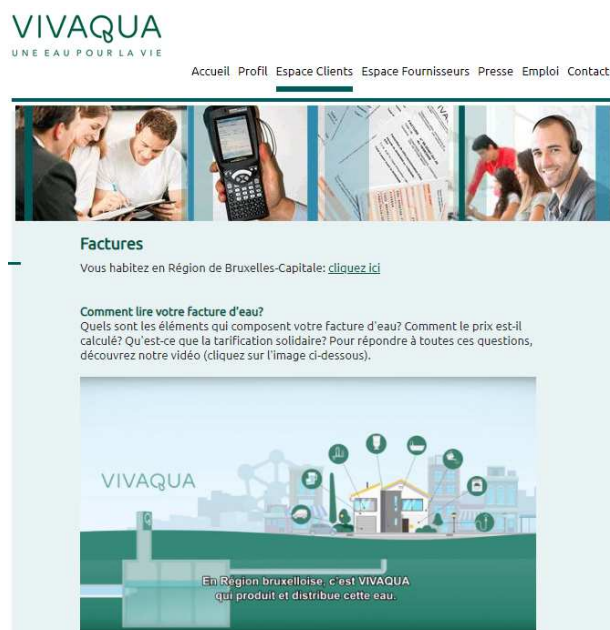 VIVAQUA
UNE EAU POUR LA VIE
Accueil Profil Espace Clients Espace Fournisseurs Presse Emploi Contact
Factures
Vous habitez en Région de Bruxelles-Capitale: cliquez ici
Comment lire votre facture d'eau?
Quels sont les éléments qui composent votre facture d'eau? Comment le prix est-il
calculé? Qu'est-ce que la tarification solidaire? Pour répondre à toutes ces questions,
découvrez notre vidéo (cliquez sur l'image ci-dessous).
VIVAQUA
En Région bruxelloise, c'est VIVAQUA
qui produit et distribue cette eau.